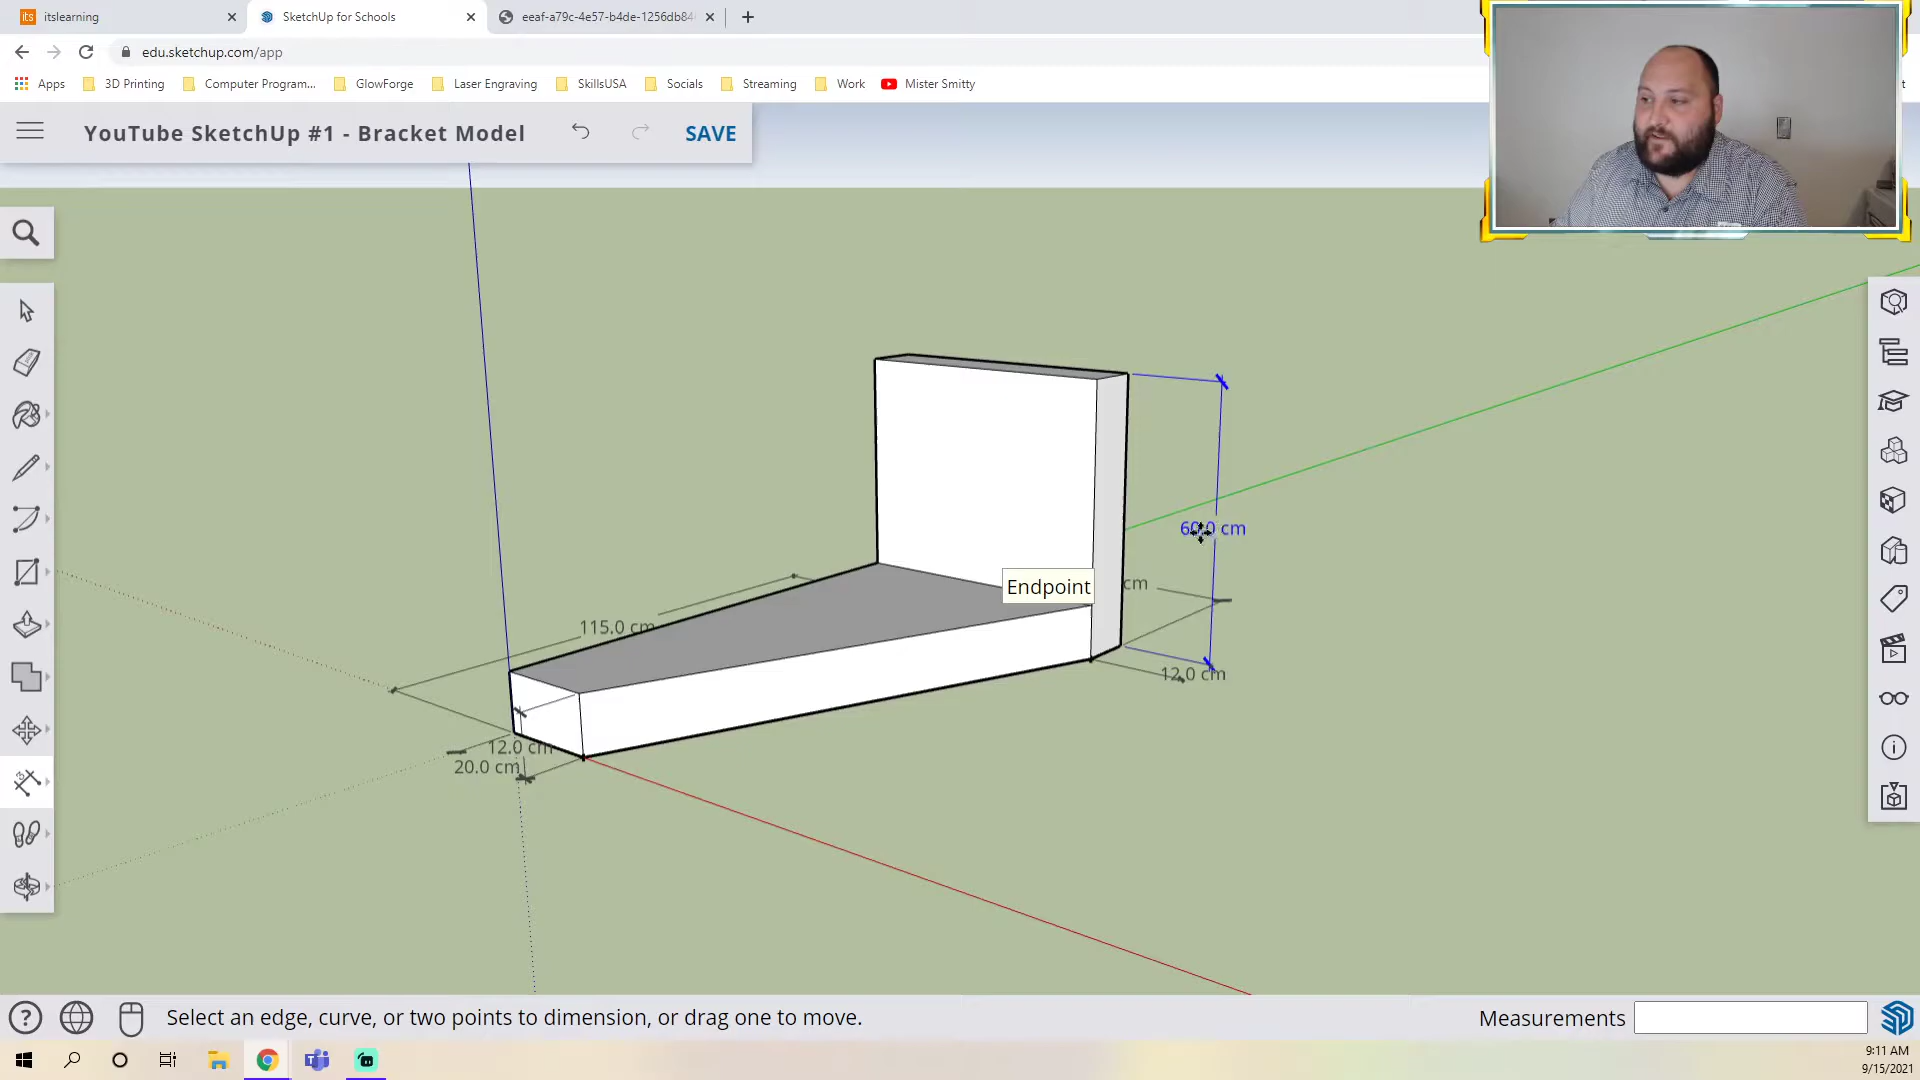 its itslearning
SketchUp for Schools
eeaf-a79c-4e57-b4de-1256db84
edu.sketchup.com/app
Apps
3D Printing
Computer Program...
GlowForge
Laser Engraving
SkillsUSA
Socials
Streaming
Work
Mister Smitty
YouTube SketchUp #1 - Bracket Model
SAVE
60.0 cm
Endpoint
cm
115.0 cm
12.0 cm
12.0 cm
20.0 cm
Select an edge, curve, or two points to dimension, or drag one to move.
Measurements
9:11 AM
9/15/2021